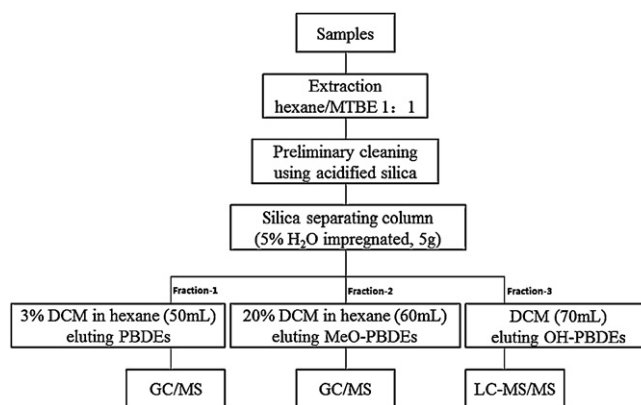 Samples
Extraction
hexane/MTBE 1：1
Preliminary cleaning
using acidified silica
Silica separating column
(5% H₂O impregnated, 5g)
Fraction-1
Fraction-2
Fraction-3
3% DCM in hexane (50mL)
eluting PBDEs
20% DCM in hexane (60mL)
eluting MeO-PBDEs
DCM (70mL)
eluting OH-PBDEs
GC/MS
GC/MS
LC-MS/MS